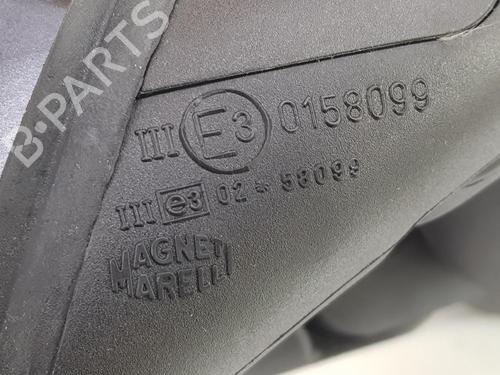 B-PARTS
III E3 0158099
III e3 02 * 58099
MAGNETI
MARELLI